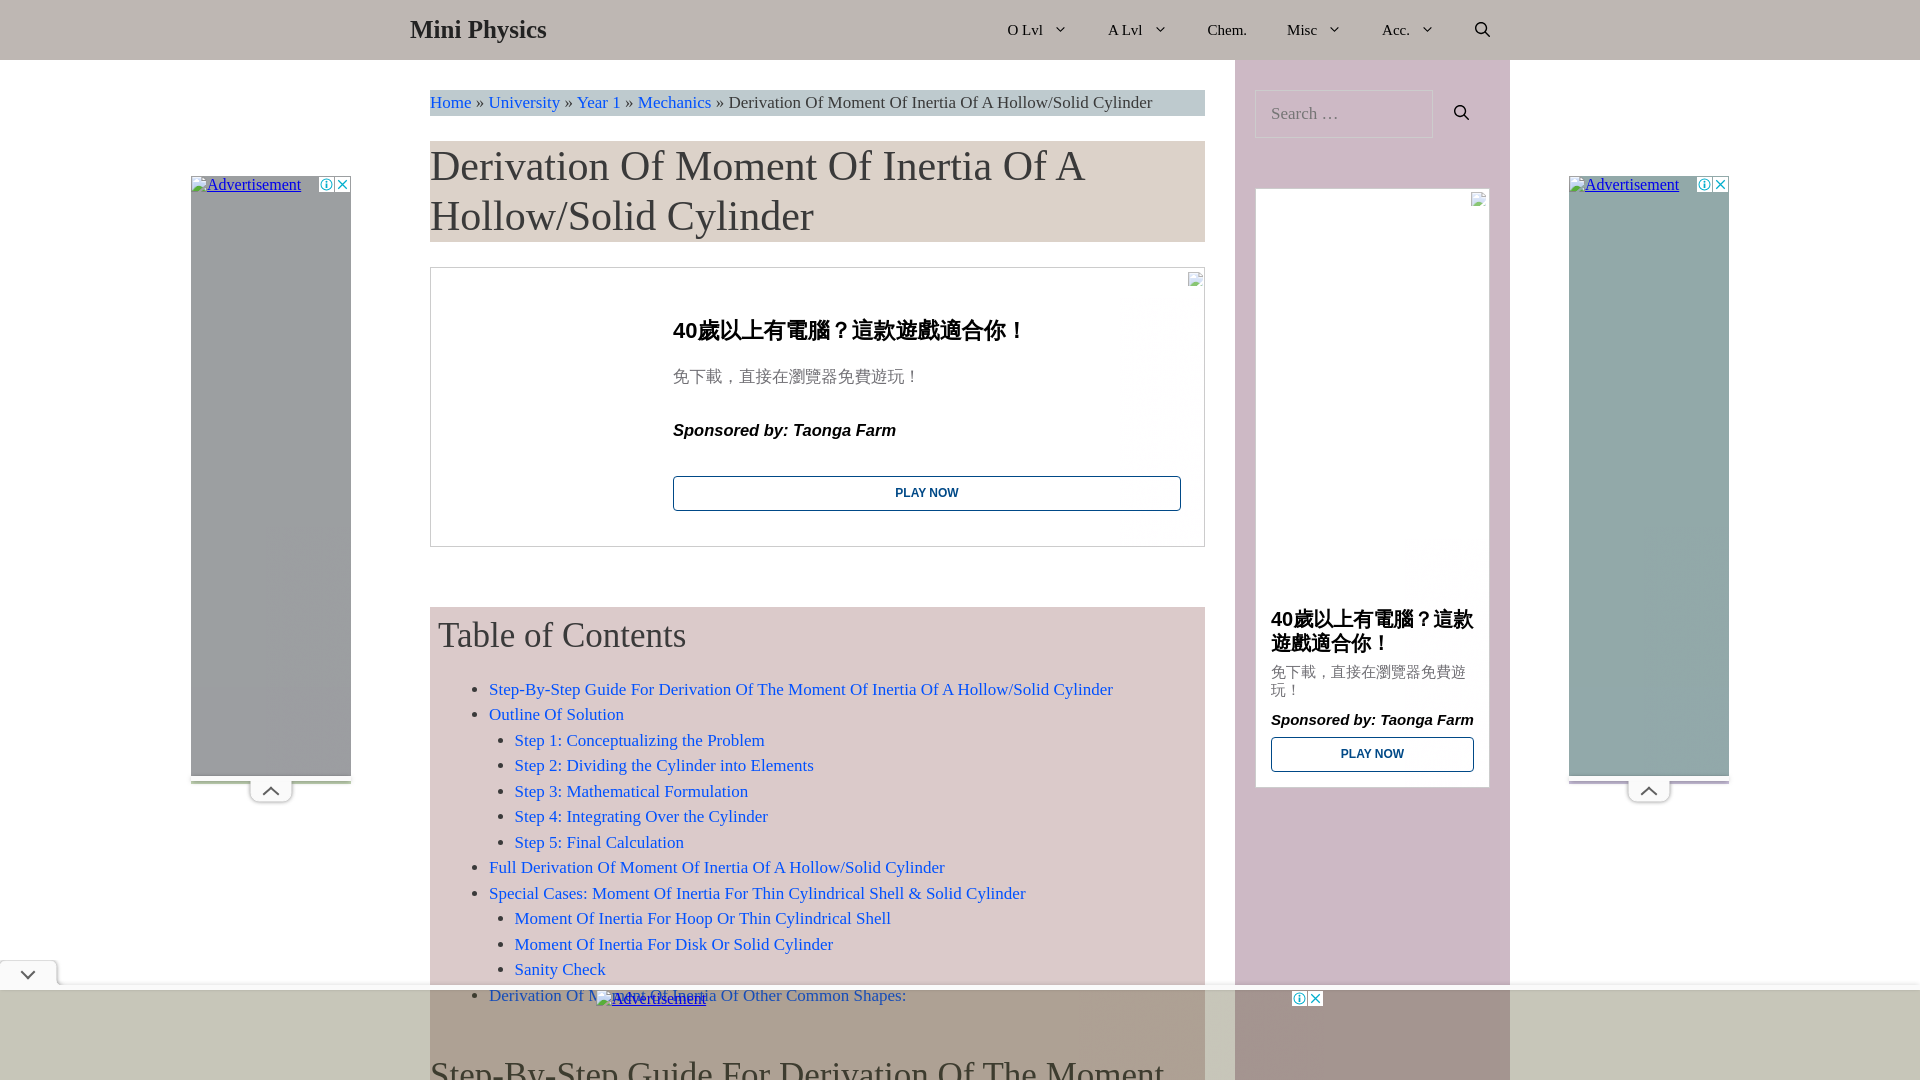 Mini Physics
O Lvl
A Lvl
Chem.
Misc
Acc.
Home » University » Year 1 » Mechanics » Derivation Of Moment Of Inertia Of A Hollow/Solid Cylinder
Search …
Derivation Of Moment Of Inertia Of A
Hollow/Solid Cylinder
Advertisement
Advertisement
40歲以上有電腦？這款遊戲適合你！
免下載，直接在瀏覽器免費遊玩！
Sponsored by: Taonga Farm
PLAY NOW
40歲以上有電腦？這款
遊戲適合你！
免下載，直接在瀏覽器免費遊
玩！
Sponsored by: Taonga Farm
PLAY NOW
Table of Contents
Step-By-Step Guide For Derivation Of The Moment Of Inertia Of A Hollow/Solid Cylinder
Outline Of Solution
Step 1: Conceptualizing the Problem
Step 2: Dividing the Cylinder into Elements
Step 3: Mathematical Formulation
Step 4: Integrating Over the Cylinder
Step 5: Final Calculation
Full Derivation Of Moment Of Inertia Of A Hollow/Solid Cylinder
Special Cases: Moment Of Inertia For Thin Cylindrical Shell & Solid Cylinder
Moment Of Inertia For Hoop Or Thin Cylindrical Shell
Moment Of Inertia For Disk Or Solid Cylinder
Sanity Check
Derivation Of Moment Of Inertia Of Other Common Shapes:
Advertisement
Step-By-Step Guide For Derivation Of The Moment